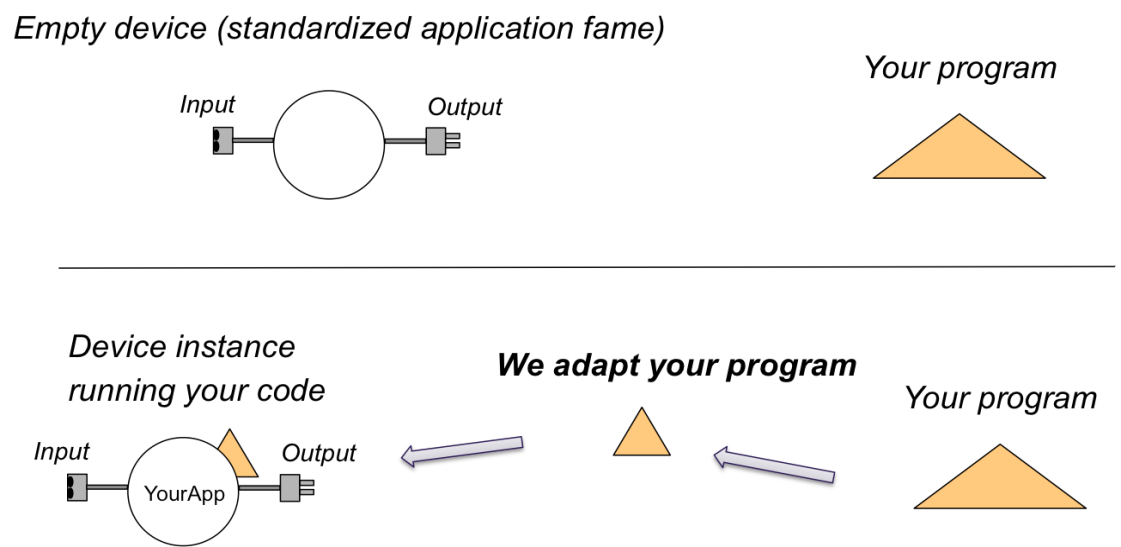 Empty device (standardized application fame)
Your program
Input
Output
Device instance
running your code
We adapt your program
Your program
Input
Output
YourApp